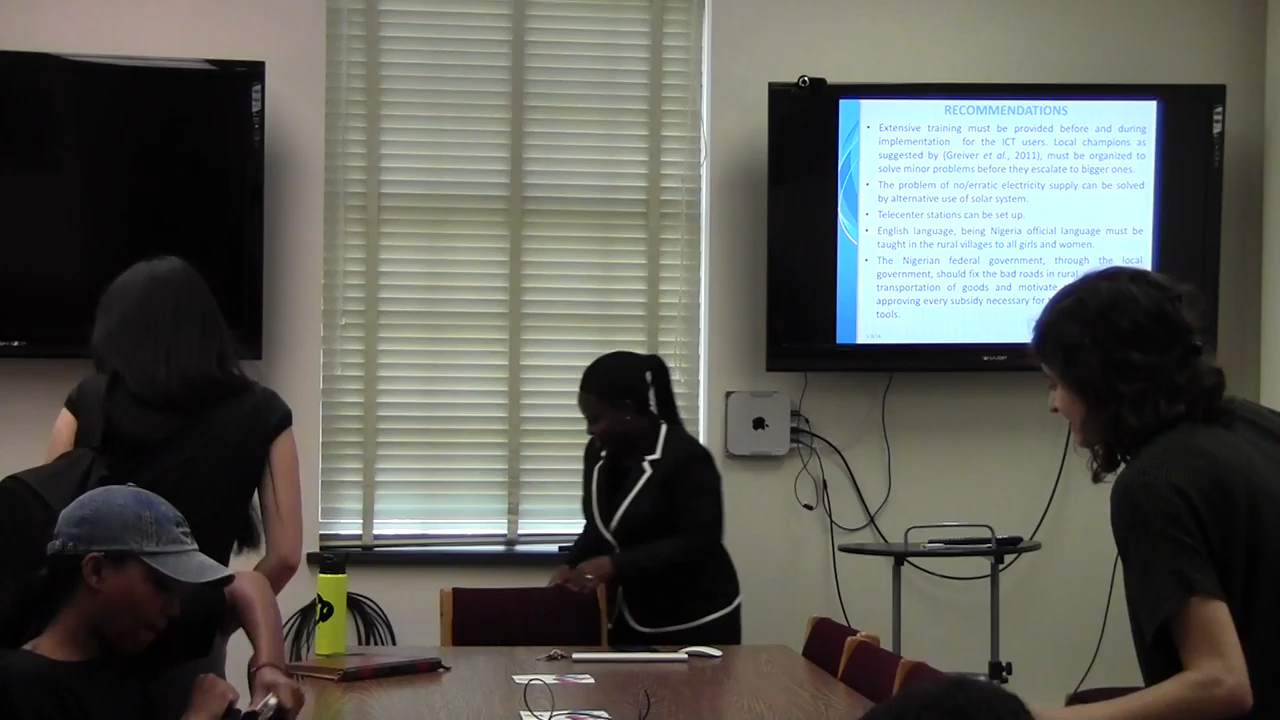 RECOMMENDATIONS
• Extensive training must be provided before and during
implementation for the ICT users. Local champions as
suggested by (Greiver et al., 2011), must be organized to
solve minor problems before they escalate to bigger ones.
• The problem of no/erratic electricity supply can be solved
by alternative use of solar system.
• Telecenter stations can be set up.
• English language, being Nigeria official language must be
taught in the rural villages to all girls and women.
• The Nigerian federal government, through the local
government, should fix the bad roads in rural
transportation of goods and motivate
approving every subsidy necessary for
tools.
SHARP